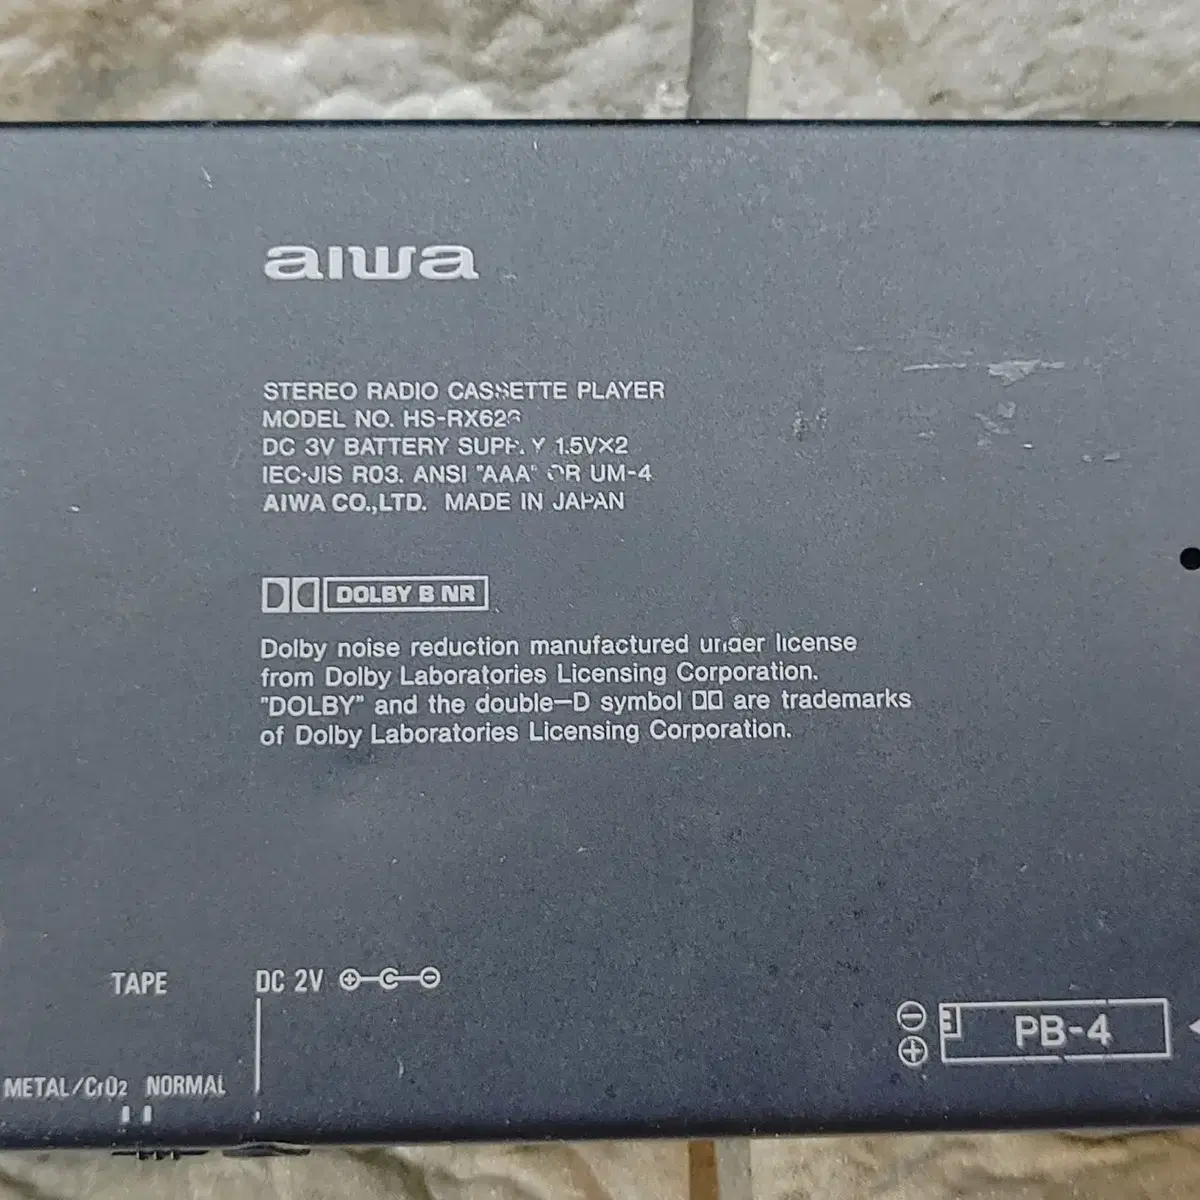 aiwa
STEREO RADIO CASSETTE PLAYER
MODEL NO.
DC 3V BATTERY SUPPLY 1.5V×2
IEC·JIS R03. ANSI "AAA" OR UM-4
AIWA CO.,LTD. MADE IN JAPAN
DOLBY B NR
Dolby noise reduction manufactured under license
from Dolby Laboratories Licensing Corporation.
"DOLBY" and the double-D symbol are trademarks
of Dolby Laboratories Licensing Corporation.
TAPE DC 2V
PB-4
METAL/CrO2 NORMAL